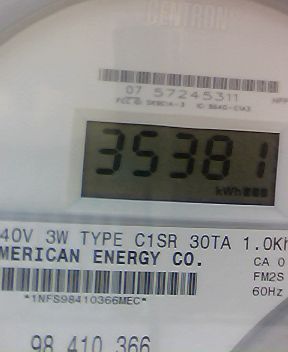 CENTRON
07 57245311
35381
kWh
40V 3W TYPE C1SR 30TA 1.0Kh
MERICAN ENERGY CO.
CA 0
FM2S
60Hz
*1NFS98410366MEC*
98 410 366